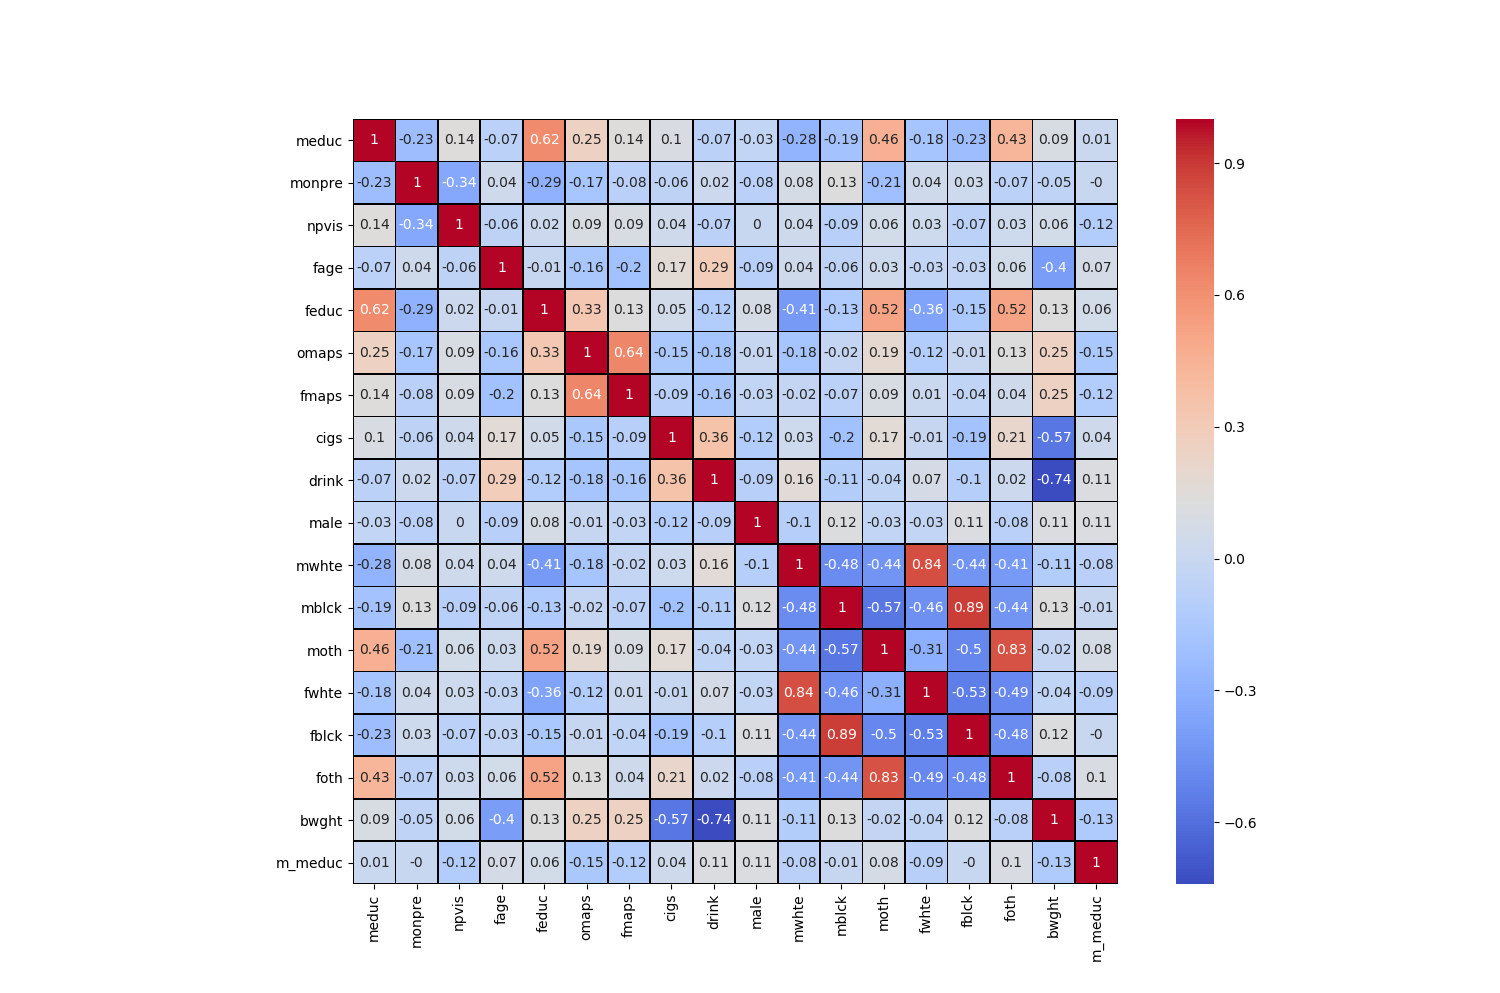 meduc 1 -0.23 0.14 -0.07 0.62 0.25 0.14 0.1 -0.07 -0.03 -0.28 -0.19 0.46 -0.18 -0.23 0.43 0.09 0.01
monpre -0.23 1 -0.34 0.04 -0.29 -0.17 -0.08 -0.06 0.02 -0.08 0.08 0.13 -0.21 0.04 0.03 -0.07 -0.05 -0
npvis 0.14 -0.34 1 -0.06 0.02 0.09 0.09 0.04 -0.07 0 0.04 -0.09 0.06 0.03 -0.07 0.03 0.06 -0.12
fage -0.07 0.04 -0.06 1 -0.01 -0.16 -0.2 0.17 0.29 -0.09 0.04 -0.06 0.03 -0.03 -0.03 0.06 -0.4 0.07
feduc 0.62 -0.29 0.02 -0.01 1 0.33 0.13 0.05 -0.12 0.08 -0.41 -0.13 0.52 -0.36 -0.15 0.52 0.13 0.06
omaps 0.25 -0.17 0.09 -0.16 0.33 1 0.64 -0.15 -0.18 -0.01 -0.18 -0.02 0.19 -0.12 -0.01 0.13 0.25 -0.15
fmaps 0.14 -0.08 0.09 -0.2 0.13 0.64 1 -0.09 -0.16 -0.03 -0.02 -0.07 0.09 0.01 -0.04 0.04 0.25 -0.12
cigs 0.1 -0.06 0.04 0.17 0.05 -0.15 -0.09 1 0.36 -0.12 0.03 -0.2 0.17 -0.01 -0.19 0.21 -0.57 0.04
drink -0.07 0.02 -0.07 0.29 -0.12 -0.18 -0.16 0.36 1 -0.09 0.16 -0.11 -0.04 0.07 -0.1 0.02 -0.74 0.11
male -0.03 -0.08 0 -0.09 0.08 -0.01 -0.03 -0.12 -0.09 1 -0.1 0.12 -0.03 -0.03 0.11 -0.08 0.11 0.11
mwhte -0.28 0.08 0.04 0.04 -0.41 -0.18 -0.02 0.03 0.16 -0.1 1 -0.48 -0.44 0.84 -0.44 -0.41 -0.11 -0.08
mblck -0.19 0.13 -0.09 -0.06 -0.13 -0.02 -0.07 -0.2 -0.11 0.12 -0.48 1 -0.57 -0.46 0.89 -0.44 0.13 -0.01
moth 0.46 -0.21 0.06 0.03 0.52 0.19 0.09 0.17 -0.04 -0.03 -0.44 -0.57 1 -0.31 -0.5 0.83 -0.02 0.08
fwhte -0.18 0.04 0.03 -0.03 -0.36 -0.12 0.01 -0.01 0.07 -0.03 0.84 -0.46 -0.31 1 -0.53 -0.49 -0.04 -0.09
fblck -0.23 0.03 -0.07 -0.03 -0.15 -0.01 -0.04 -0.19 -0.1 0.11 -0.44 0.89 -0.5 -0.53 1 -0.48 0.12 -0
foth 0.43 -0.07 0.03 0.06 0.52 0.13 0.04 0.21 0.02 -0.08 -0.41 -0.44 0.83 -0.49 -0.48 1 -0.08 0.1
bwght 0.09 -0.05 0.06 -0.4 0.13 0.25 0.25 -0.57 -0.74 0.11 -0.11 0.13 -0.02 -0.04 0.12 -0.08 1 -0.13
m_meduc 0.01 -0 -0.12 0.07 0.06 -0.15 -0.12 0.04 0.11 0.11 -0.08 -0.01 0.08 -0.09 -0 0.1 -0.13 1
meduc monpre npvis fage feduc omaps fmaps cigs drink male mwhte mblck moth fwhte fblck foth bwght m_meduc
0.9
0.6
0.3
0.0
−0.3
−0.6